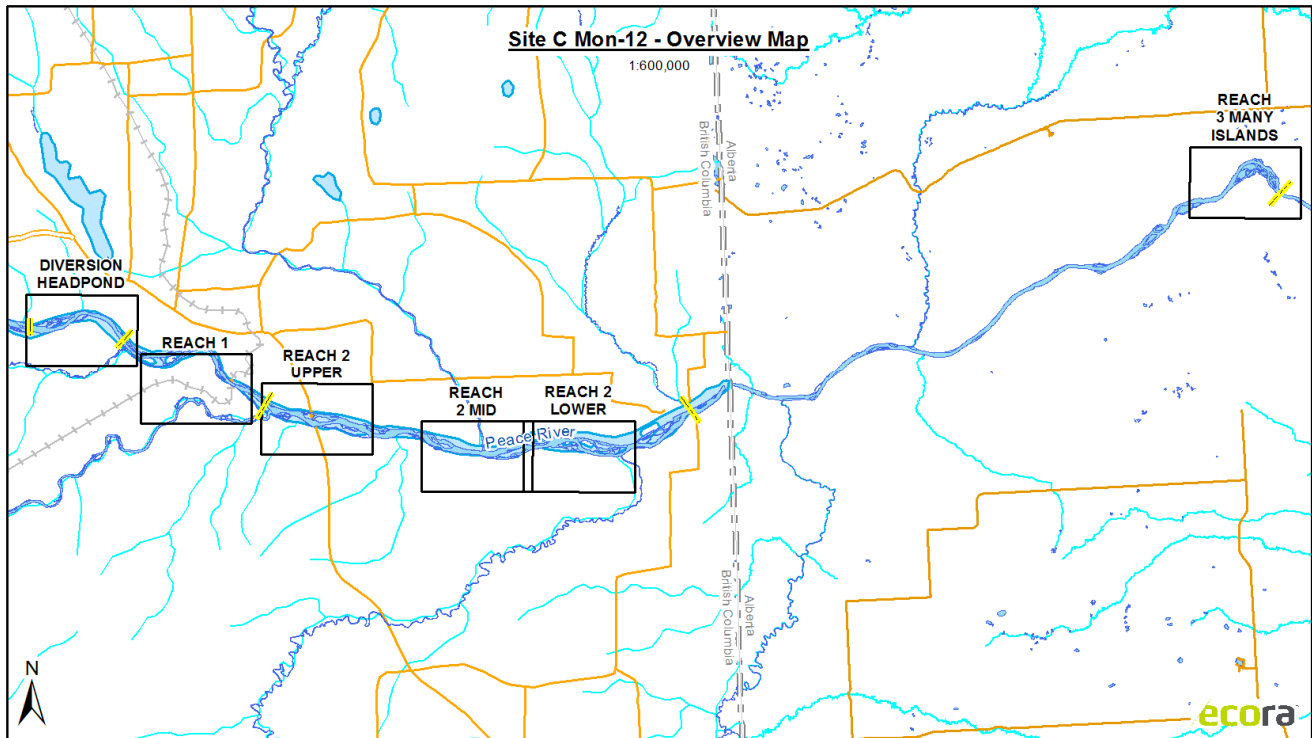 Site C Mon-12 - Overview Map
1:600,000
REACH
3 MANY
ISLANDS
Alberta
British Columbia
DIVERSION
HEADPOND
REACH 1
REACH 2
UPPER
REACH
2 MID
REACH 2
LOWER
Peace River
Alberta
British Columbia
N
ecora